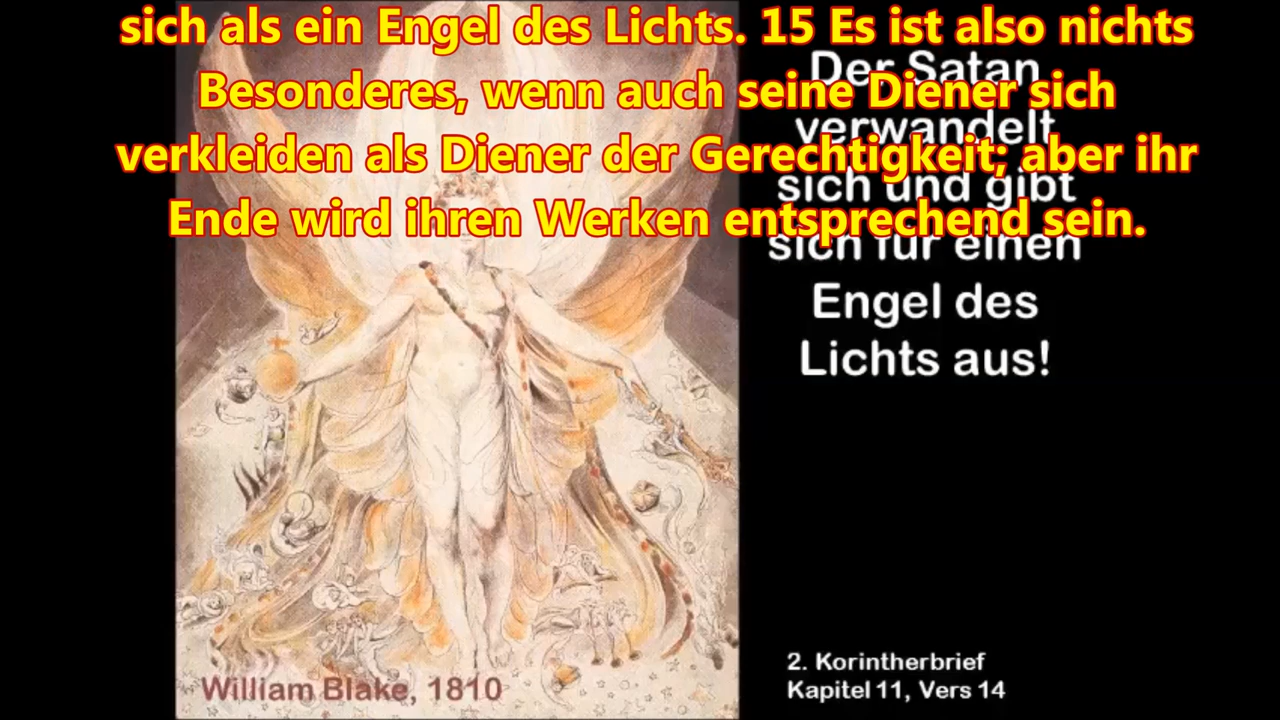 sich als ein Engel des Lichts. 15 Es ist also nichts
Besonderes, wenn auch seine Diener sich
verkleiden als Diener der Gerechtigkeit; aber ihr
Ende wird ihren Werken entsprechend sein.
Der Satan
verwandelt
sich und gibt
sich für einen
Engel des
Lichts aus!
2. Korintherbrief
Kapitel 11, Vers 14
William Blake, 1810